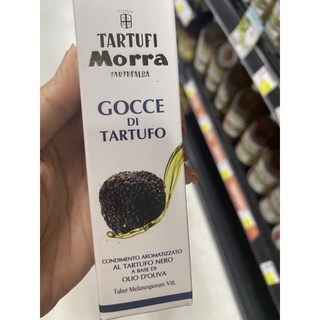 TARTUFI
Morra
TARTUFALBA
GOCCE
DI
TARTUFO
CONDIMENTO AROMATIZZATO
AL TARTUFO NERO
A BASE DI
OLIO D'OLIVA
Tuber Melanosporum Vitt.